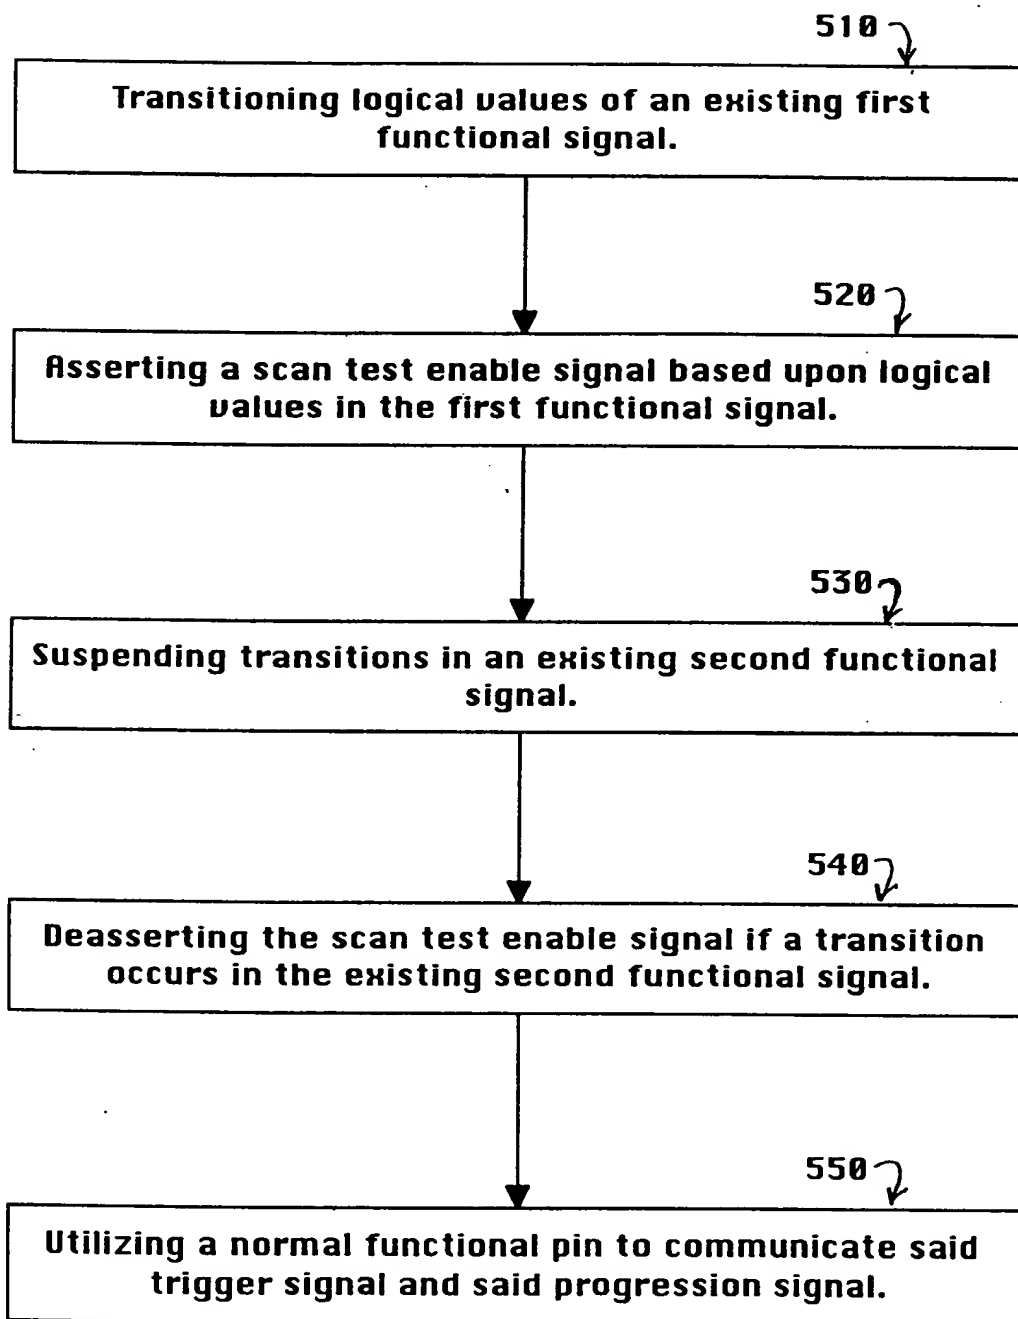 510
Transitioning logical values of an existing first
functional signal.
520
Asserting a scan test enable signal based upon logical
values in the first functional signal.
530
Suspending transitions in an existing second functional
signal.
540
Deasserting the scan test enable signal if a transition
occurs in the existing second functional signal.
550
Utilizing a normal functional pin to communicate said
trigger signal and said progression signal.